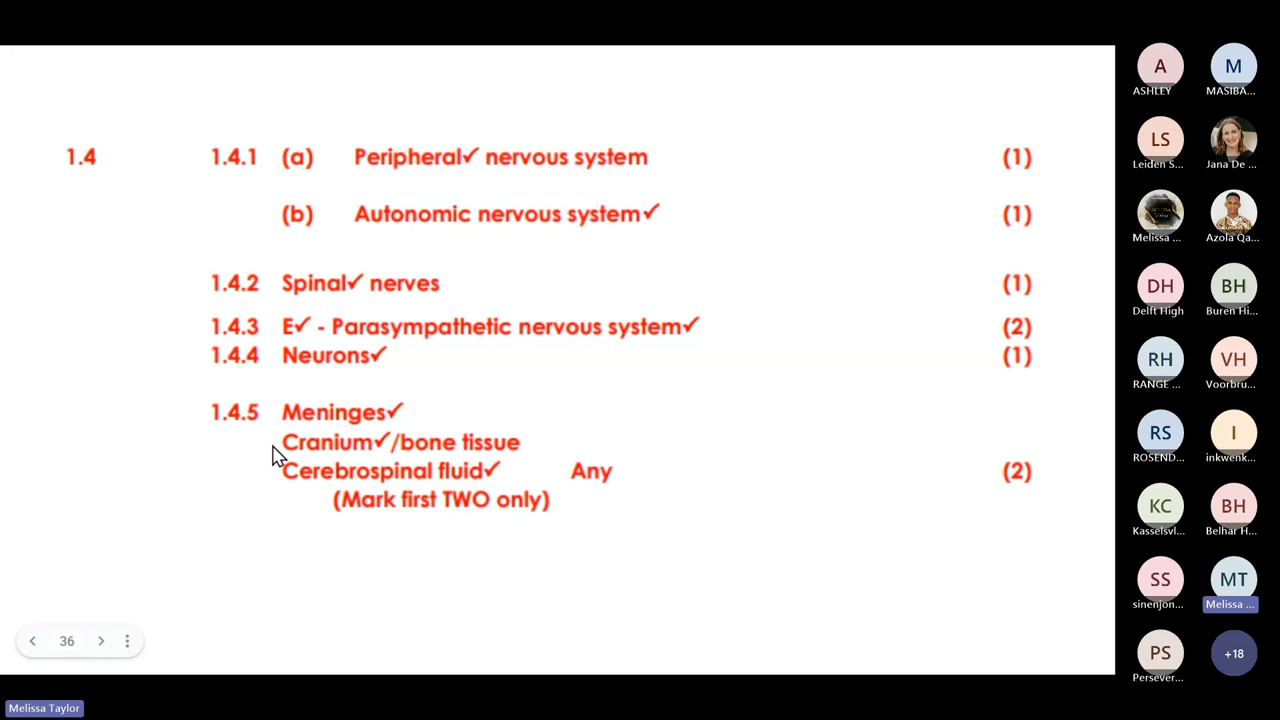 1.4 1.4.1 (a) Peripheral✓ nervous system (1)
(b) Autonomic nervous system✓ (1)
1.4.2 Spinal✓ nerves (1)
1.4.3 E✓ - Parasympathetic nervous system✓ (2)
1.4.4 Neurons✓ (1)
1.4.5 Meninges✓
Cranium✓/bone tissue
Cerebrospinal fluid✓ Any (2)
(Mark first TWO only)
36
Melissa Taylor
A M
ASHLEY MASIBA...
LS
Leiden S... Jana De ...
Melissa ... Azola Qa...
DH BH
Delft High Buren Hi...
RH VH
RANGE ... Voorbru...
RS I
ROSEND... inkwenk...
KC BH
Kasselsvl... Belhar H...
SS MT
sinenjon... Melissa ...
PS +18
Persever...